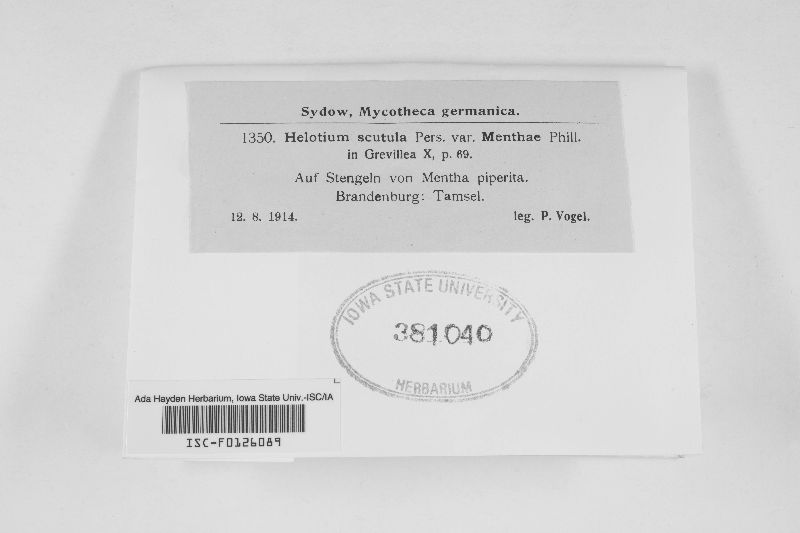 Sydow, Mycotheca germanica.
1350. Helotium scutula Pers. var. Menthae Phill.
in Grevillea X, p. 69.
Auf Stengeln von Mentha piperita.
Brandenburg: Tamsel.
12. 8. 1914. leg. P. Vogel.
IOWA STATE UNIVERSITY
381040
HERBARIUM
Ada Hayden Herbarium, Iowa State Univ.-ISC/IA
ISC-F0126089